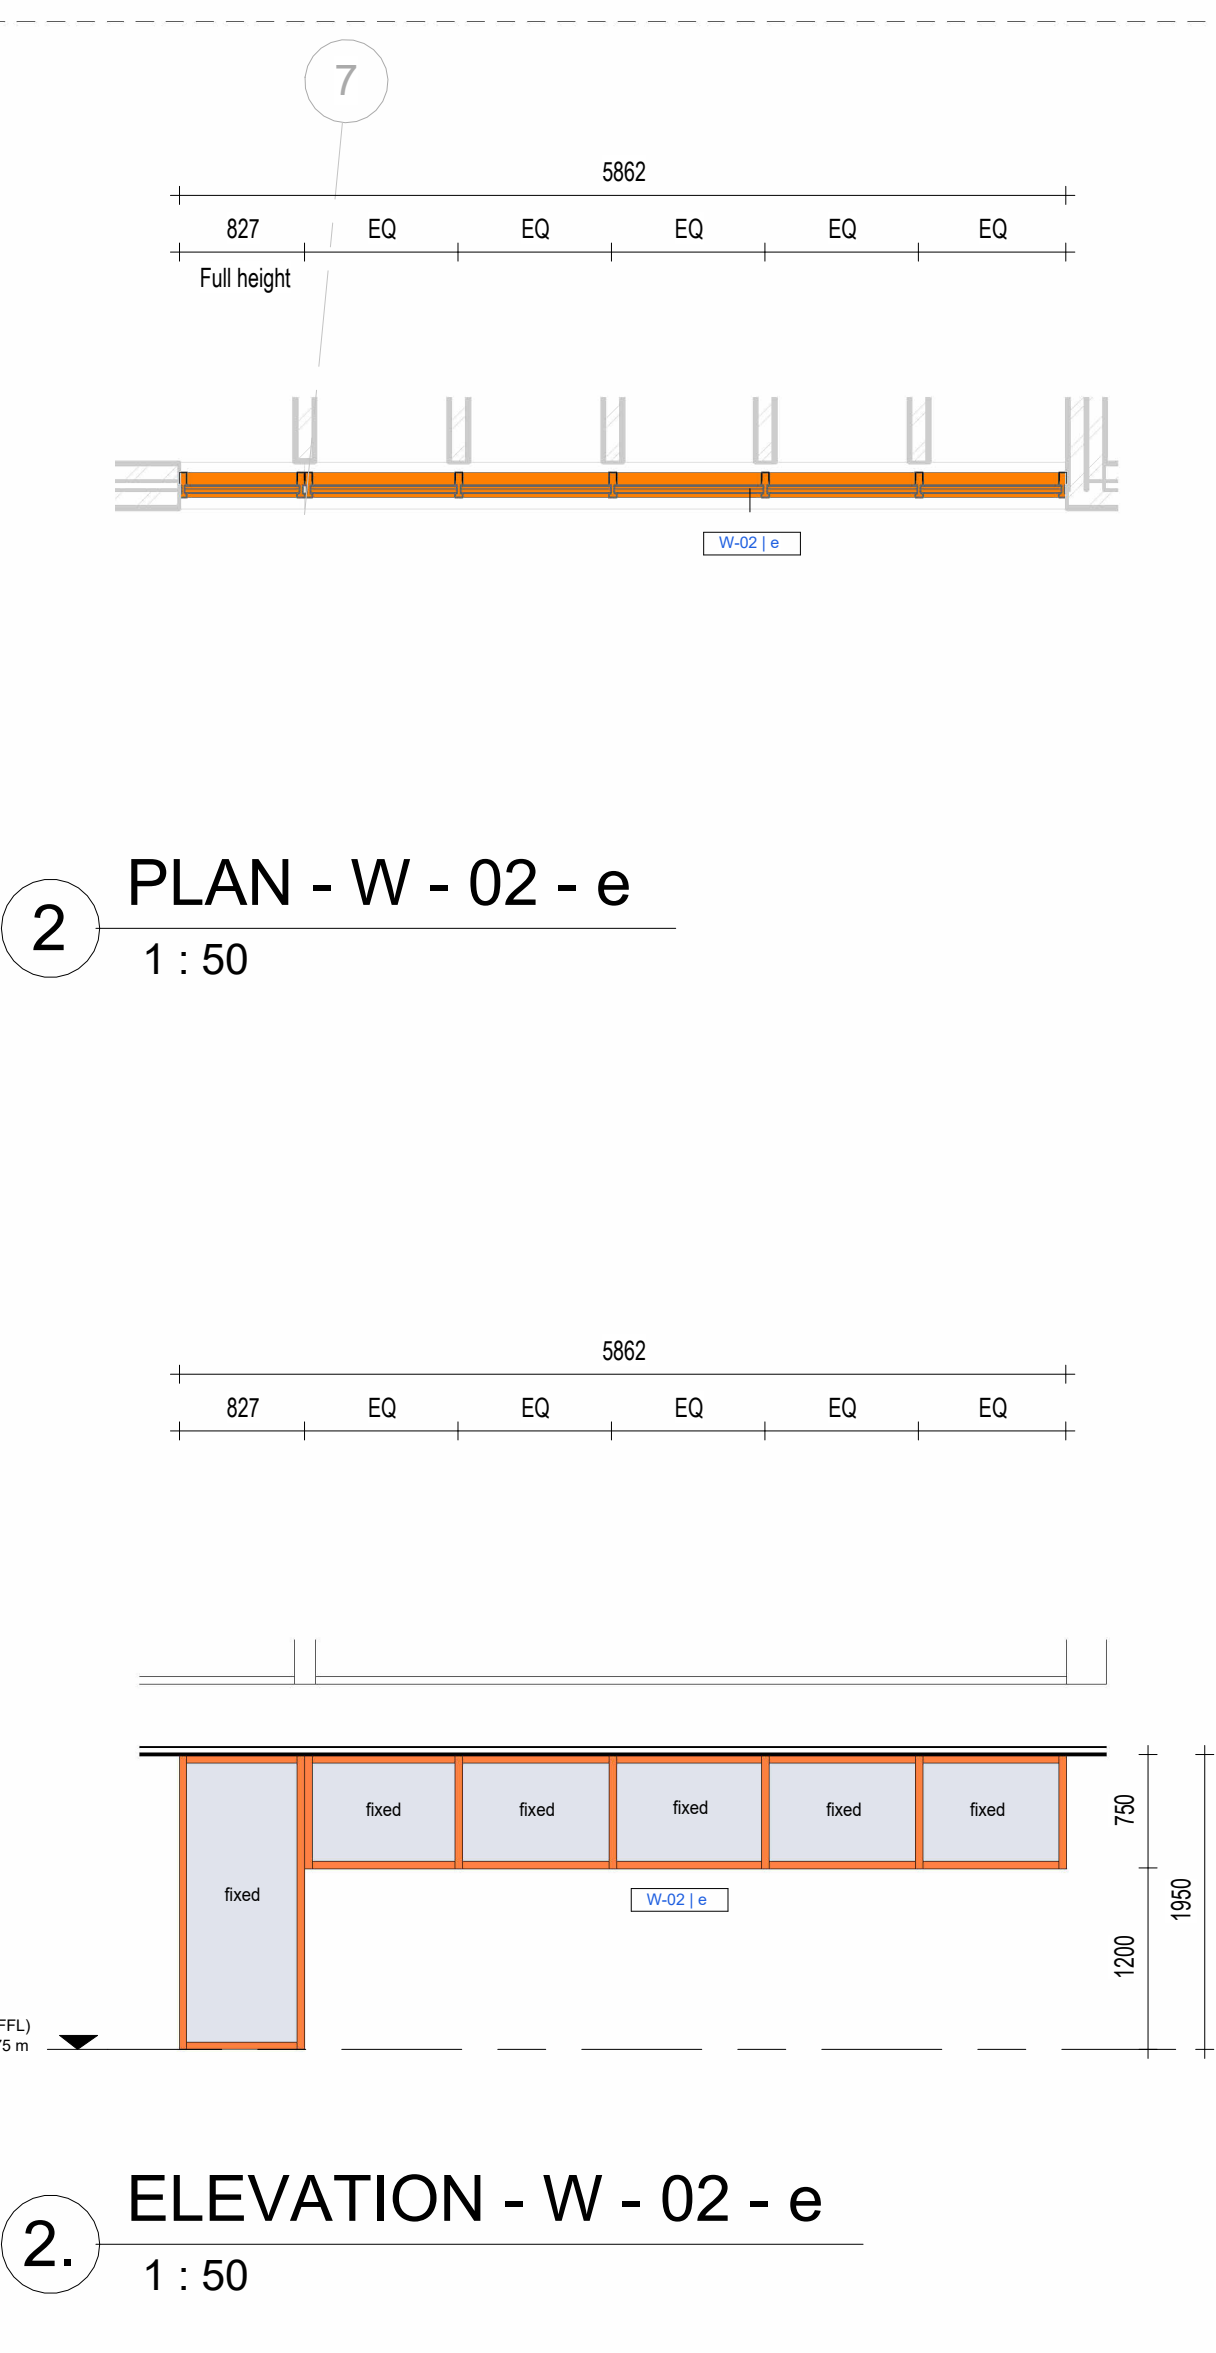 7
5862
827 EQ EQ EQ EQ EQ
Full height
W-02 | e
PLAN - W - 02 - e
2
1 : 50
5862
827 EQ EQ EQ EQ EQ
fixed fixed fixed fixed fixed
750
fixed
W-02 | e
1950
1200
FFL)
75 m
ELEVATION - W - 02 - e
2.
1 : 50